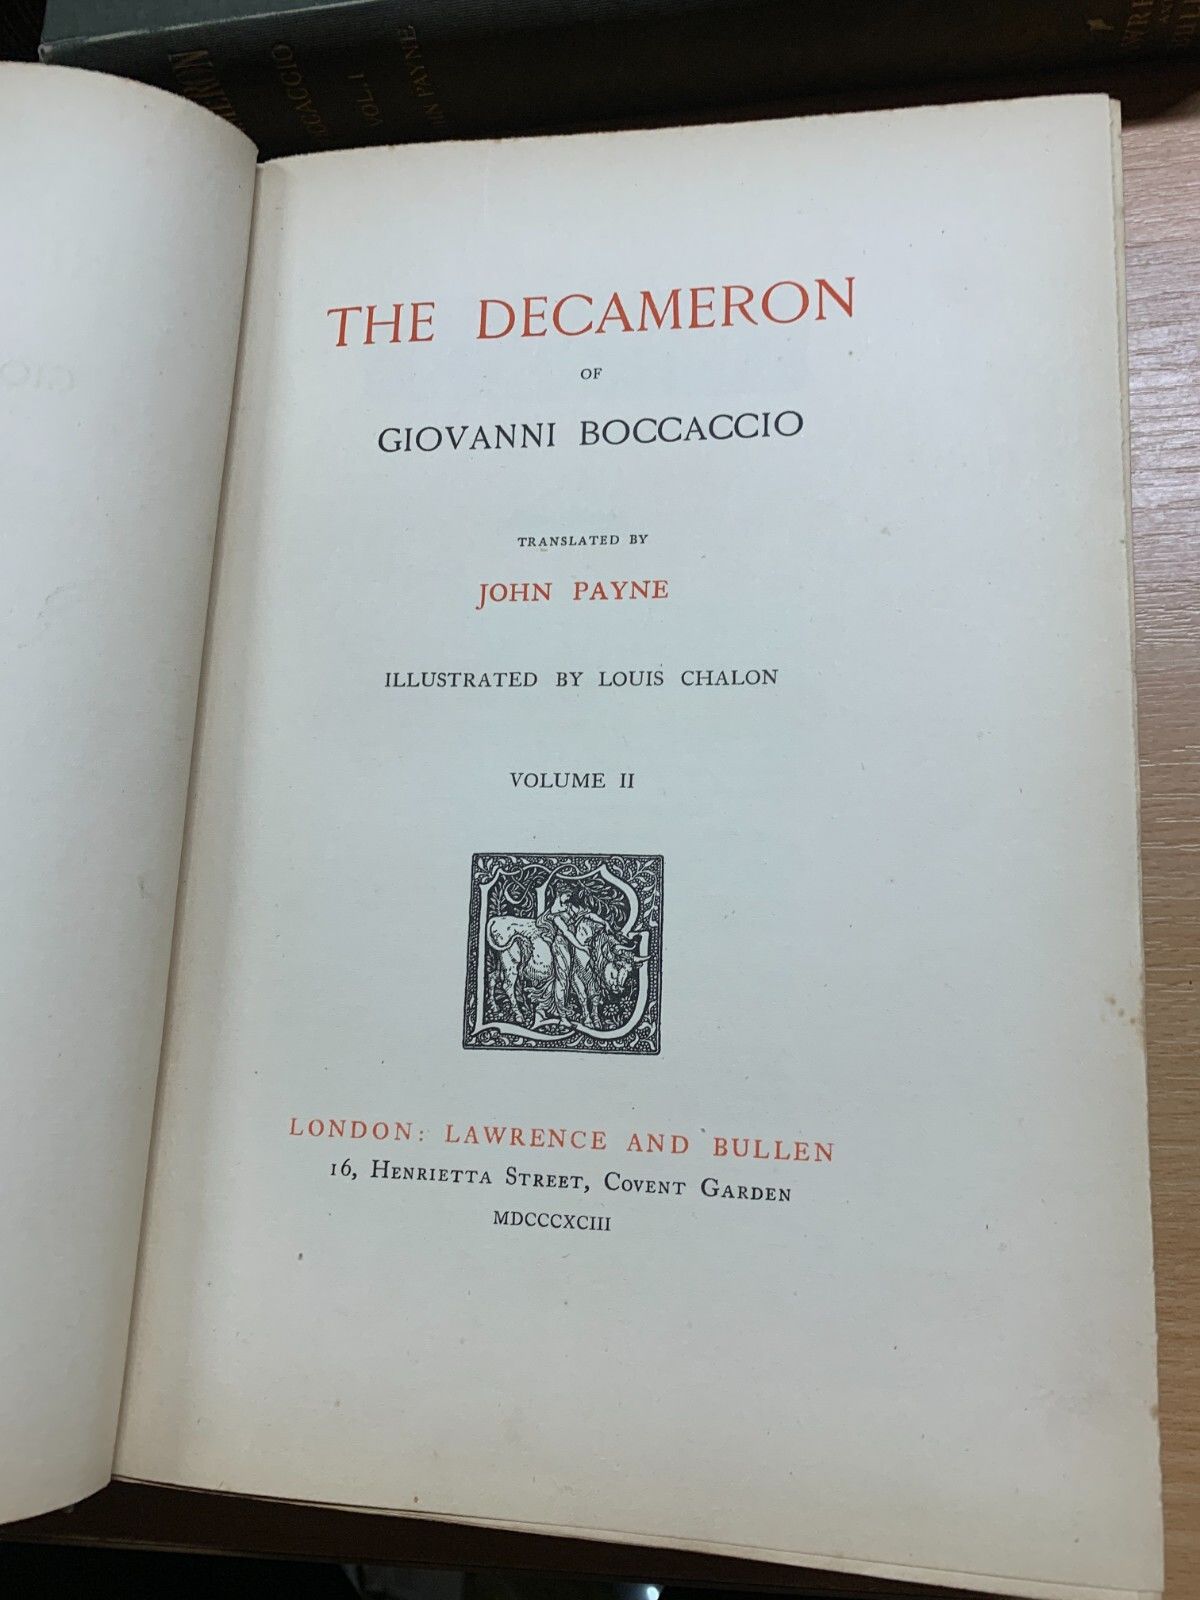 VOL. I
THE DECAMERON
OF
GIOVANNI BOCCACCIO
TRANSLATED BY
JOHN PAYNE
ILLUSTRATED BY LOUIS CHALON
VOLUME II
LONDON: LAWRENCE AND BULLEN
16, HENRIETTA STREET, COVENT GARDEN
MDCCCXCIII